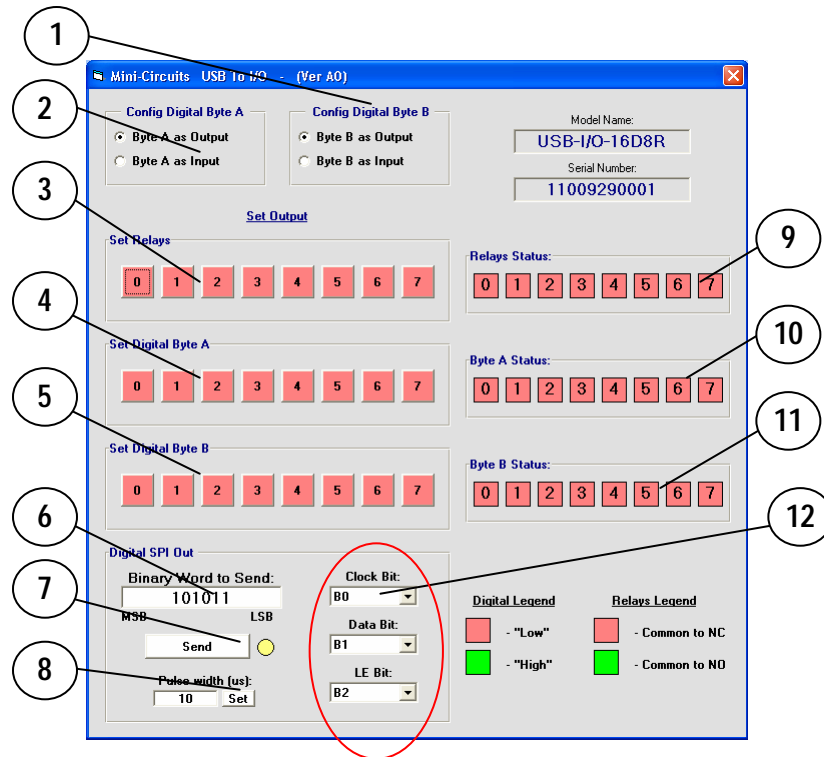 1
Mini-Circuits USB To I/O - (Ver A0)
2
Config Digital Byte A
Byte A as Output
Byte A as Input
Config Digital Byte B
Byte B as Output
Byte B as Input
Model Name:
USB-I/O-16D8R
Serial Number:
11009290001
3
Set Output
Set Relays
0 1 2 3 4 5 6 7
Relays Status:
0 1 2 3 4 5 6 7
9
4
Set Digital Byte A
0 1 2 3 4 5 6 7
Byte A Status:
0 1 2 3 4 5 6 7
10
5
Set Digital Byte B
0 1 2 3 4 5 6 7
Byte B Status:
0 1 2 3 4 5 6 7
11
6
12
Digital SPI Out
Binary Word to Send:
101011
MSB LSB
7
Send
8
Pulse width (us):
10 Set
Clock Bit:
B0
Data Bit:
B1
LE Bit:
B2
Digital Legend
- "Low"
- "High"
Relays Legend
- Common to NC
- Common to NO